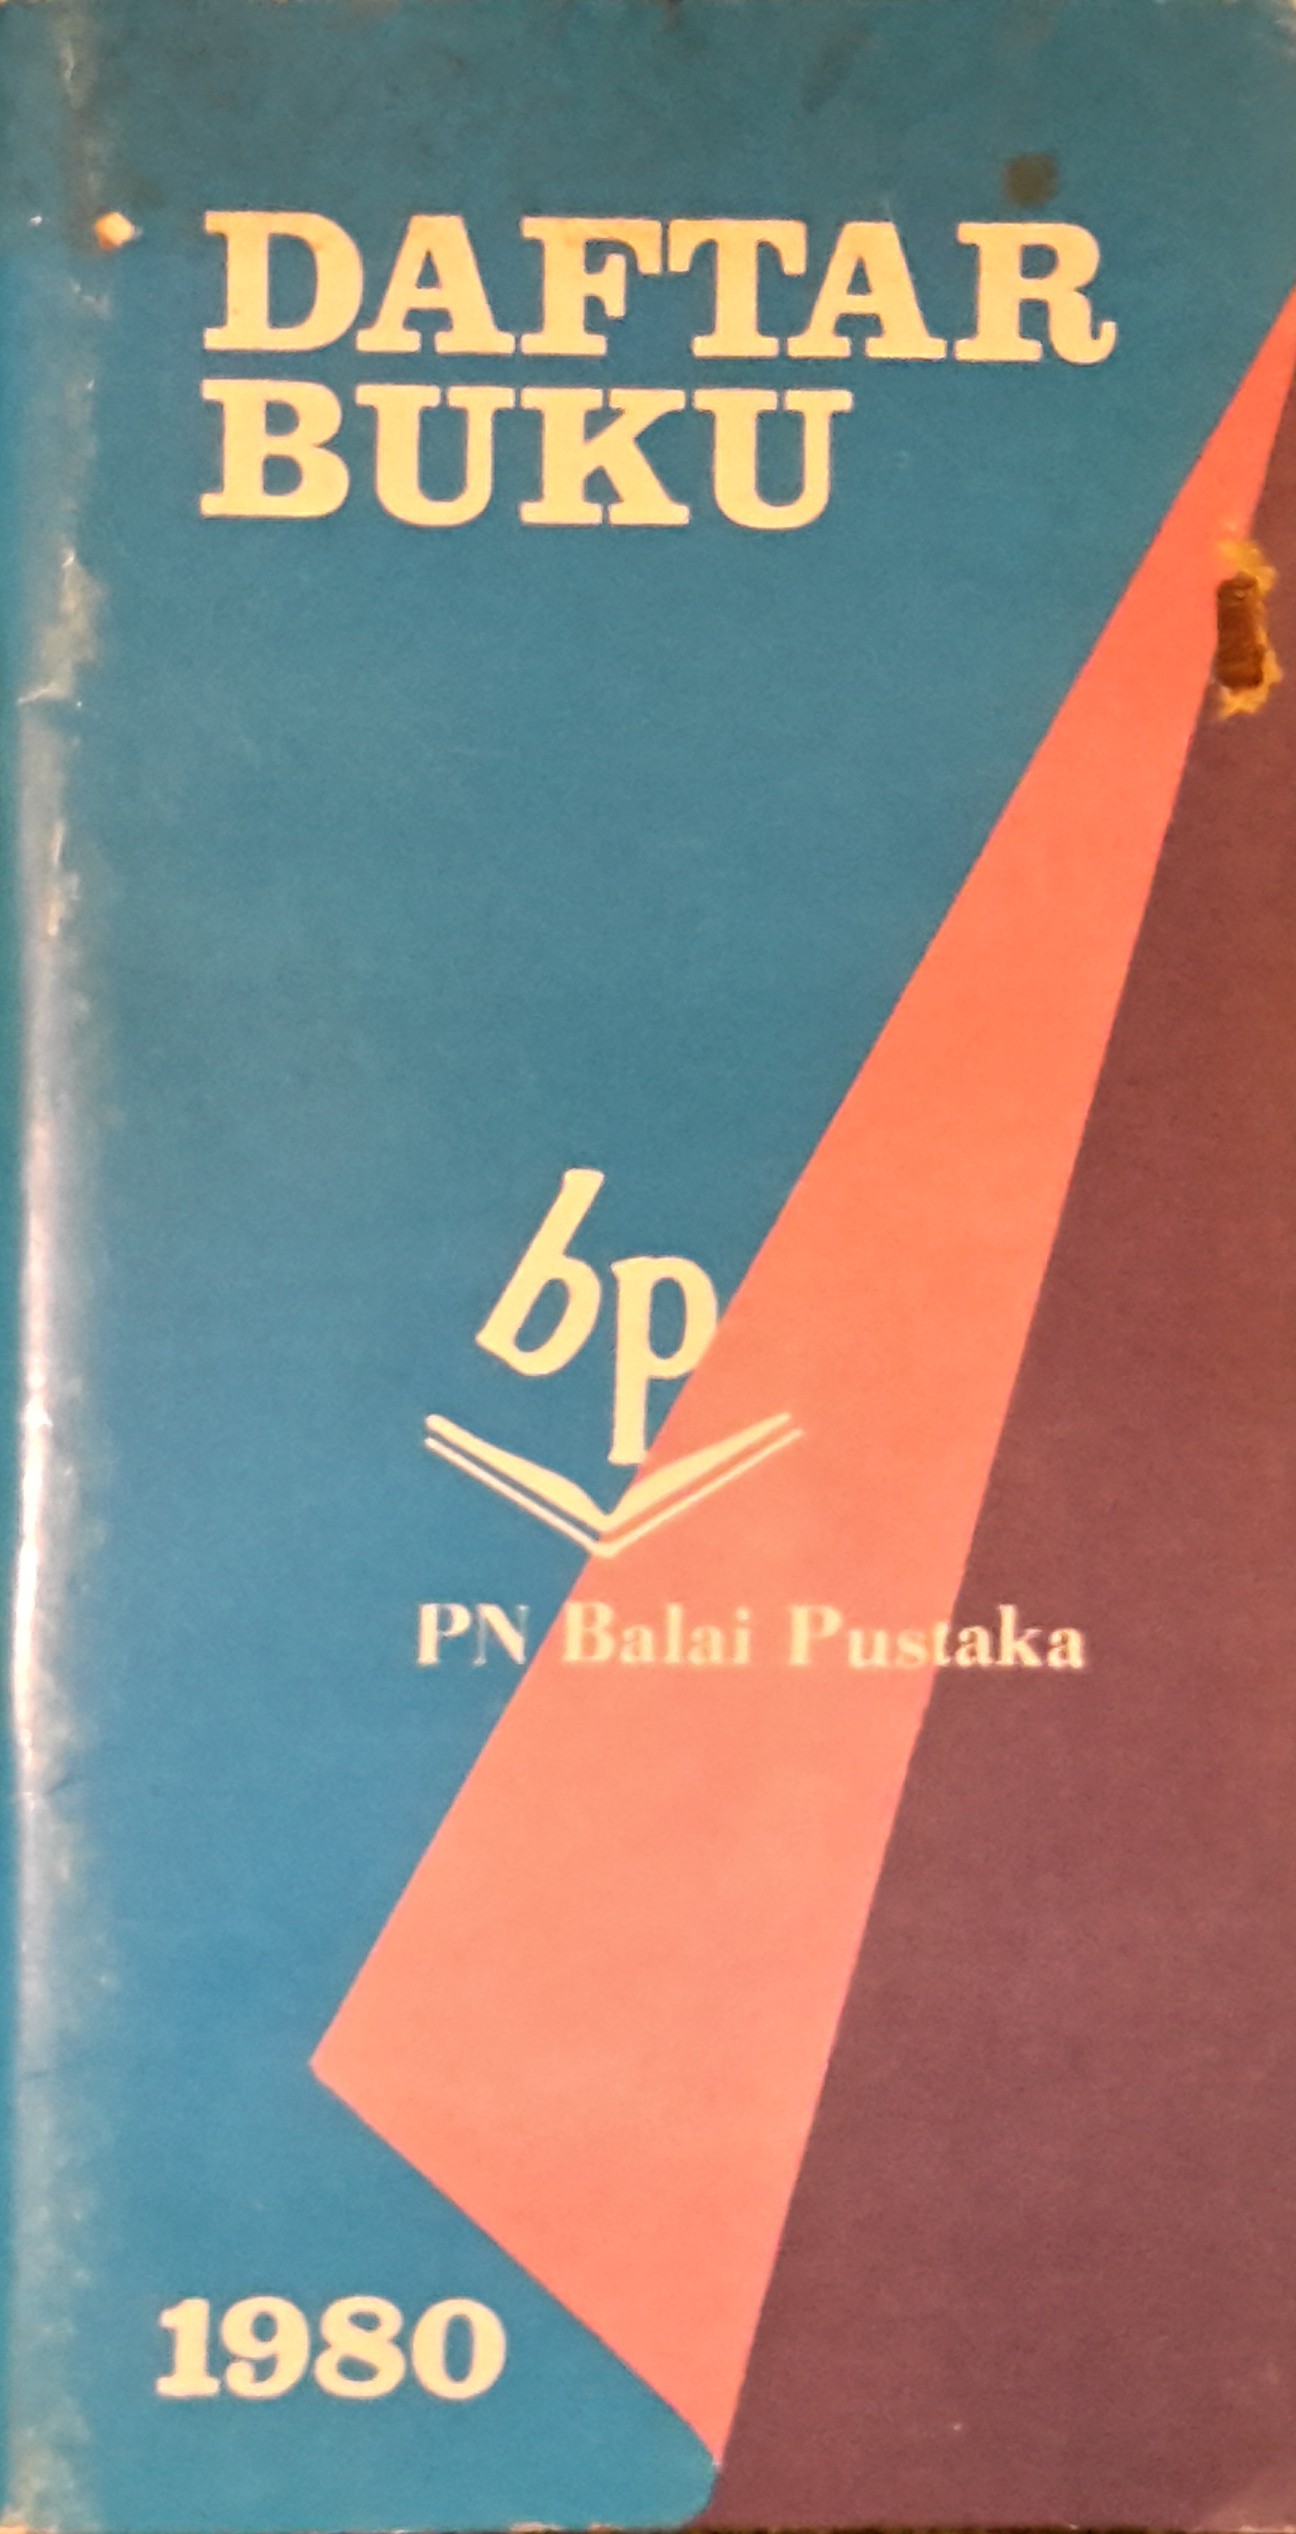 DAFTAR
BUKU
bp
PN Balai Pustaka
1980